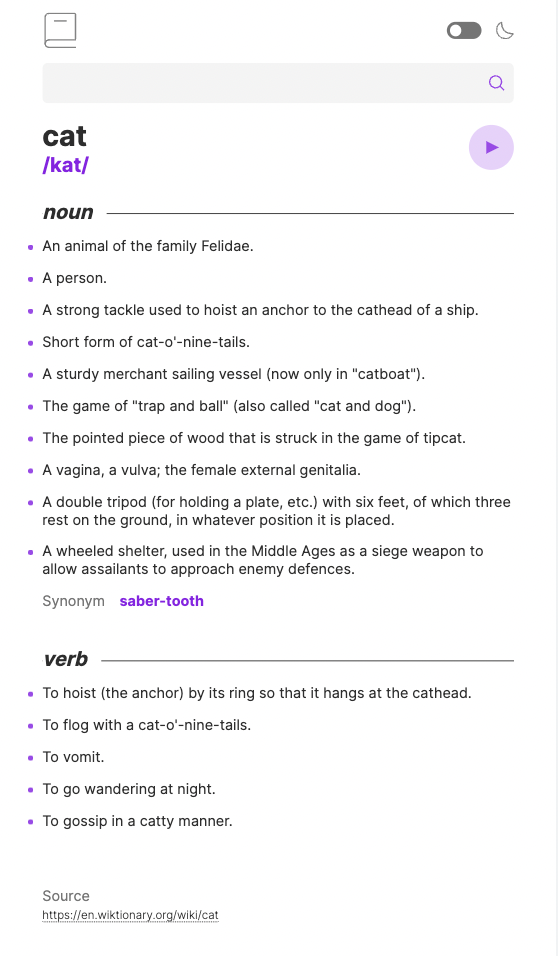 cat
/kat/
noun
An animal of the family Felidae.
A person.
A strong tackle used to hoist an anchor to the cathead of a ship.
Short form of cat-o'-nine-tails.
A sturdy merchant sailing vessel (now only in "catboat").
The game of "trap and ball" (also called "cat and dog").
The pointed piece of wood that is struck in the game of tipcat.
A vagina, a vulva; the female external genitalia.
A double tripod (for holding a plate, etc.) with six feet, of which three
rest on the ground, in whatever position it is placed.
A wheeled shelter, used in the Middle Ages as a siege weapon to
allow assailants to approach enemy defences.
Synonym saber-tooth
verb
To hoist (the anchor) by its ring so that it hangs at the cathead.
To flog with a cat-o'-nine-tails.
To vomit.
To go wandering at night.
To gossip in a catty manner.
Source
https://en.wiktionary.org/wiki/cat